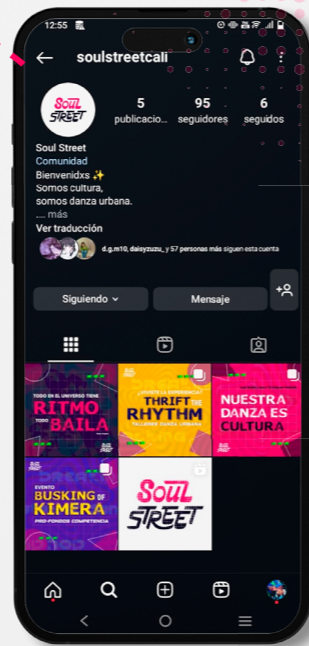 12:55
soulstreetcali
SOUL
STREET
5 95 6
publicacio... seguidores seguidos
Soul Street
Comunidad
Bienvenidxs ✨
Somos cultura,
somos danza urbana.
.... más
Ver traducción
d.g.m10, daisyzuzu_ y 57 personas más siguen esta cuenta
Siguiendo
Mensaje
TODO EN EL UNIVERSO TIENE
RITMO
TODO BAILA
THRIFT
RHYTHM
TALLER DE DANZA URBANA
NUESTRA
DANZA ES
CULTURA
EVENTO
BUSKING OF
KIMERA
PRO-FONDOS COMPETENCIA
SOUL
STREET